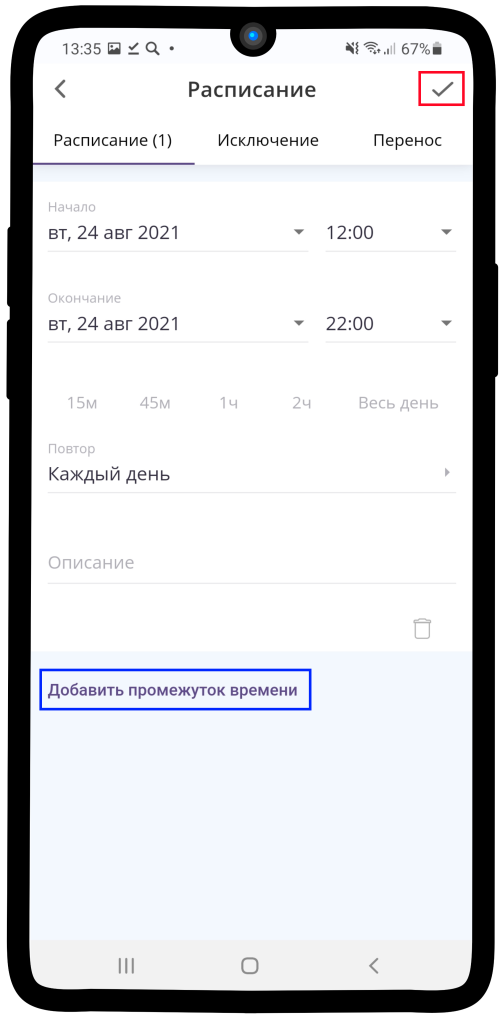 13:35 67%
Расписание
Расписание (1) Исключение Перенос
Начало
вт, 24 авг 2021 12:00
Окончание
вт, 24 авг 2021 22:00
15м 45м 1ч 2ч Весь день
Повтор
Каждый день
Описание
Добавить промежуток времени